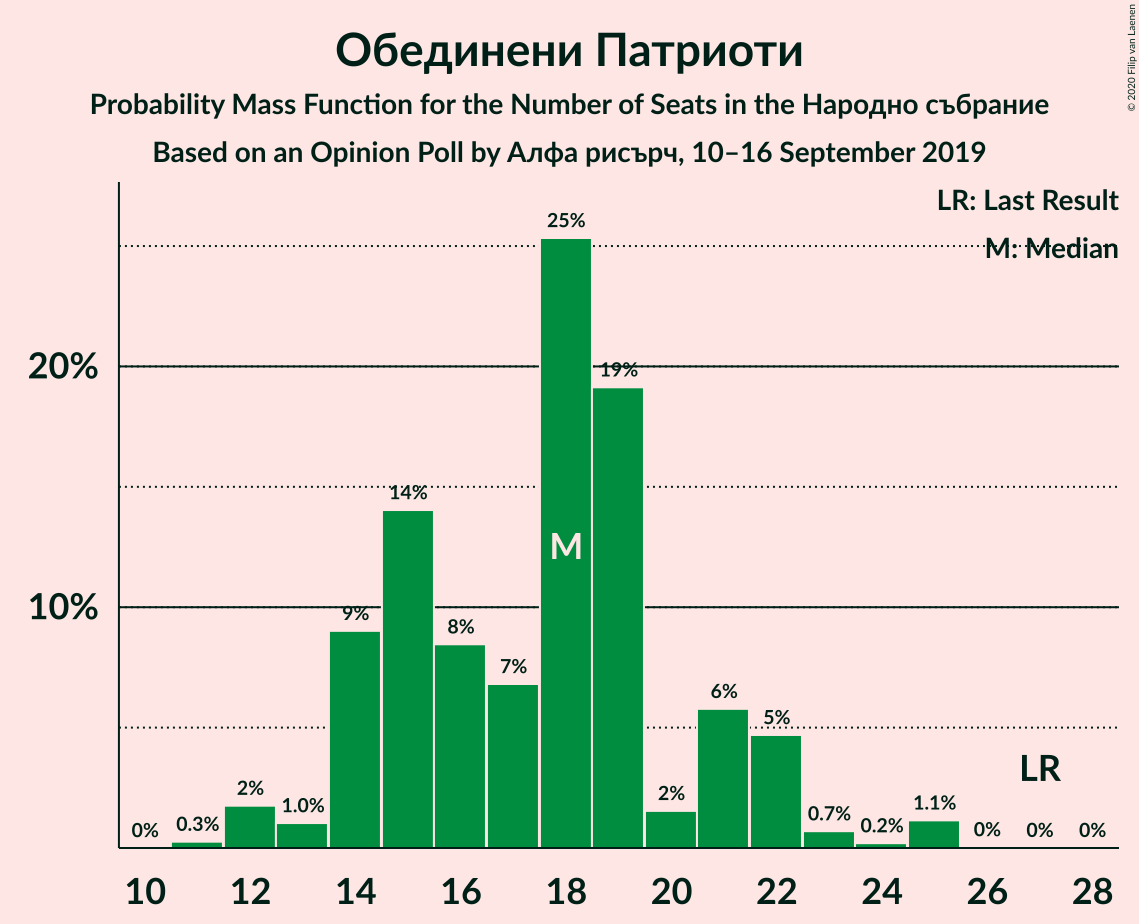 Обединени Патриоти
Probability Mass Function for the Number of Seats in the Народно събрание
Based on an Opinion Poll by Алфа рисърч, 10–16 September 2019
© 2020 Filip van Laenen
LR: Last Result
M: Median
25%
20%
19%
14%
M
10%
9%
8%
7%
6%
5%
LR
2%
1.0%
2%
0.7%
1.1%
0%
0.3%
0.2%
0%
0%
0%
10 12 14 16 18 20 22 24 26 28